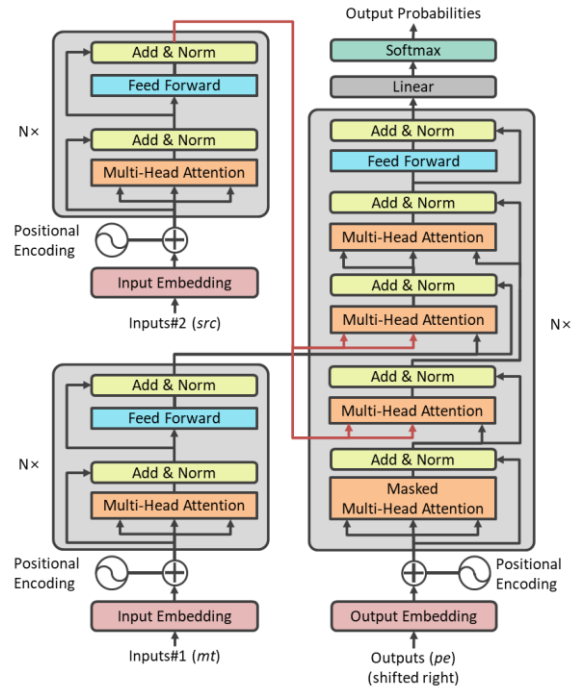 Add & Norm
Feed Forward
N×
Add & Norm
Multi-Head Attention
Positional
Encoding
Input Embedding
Inputs#2 (src)
Add & Norm
Feed Forward
N×
Add & Norm
Multi-Head Attention
Positional
Encoding
Input Embedding
Inputs#1 (mt)
Output Probabilities
Softmax
Linear
Add & Norm
Feed Forward
Add & Norm
Multi-Head Attention
Add & Norm
Multi-Head Attention
N×
Add & Norm
Multi-Head Attention
Add & Norm
Masked
Multi-Head Attention
Positional
Encoding
Output Embedding
Outputs (pe)
(shifted right)